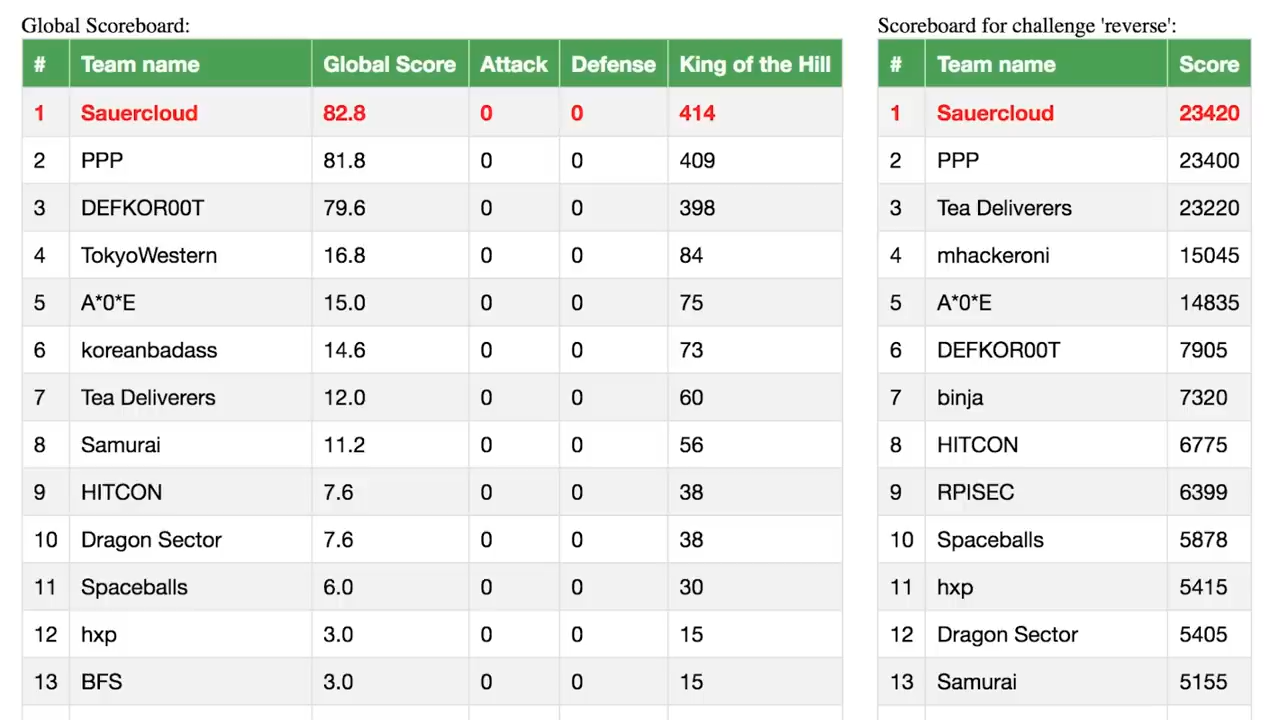 Global Scoreboard:
# Team name Global Score Attack Defense King of the Hill
1 Sauercloud 82.8 0 0 414
2 PPP 81.8 0 0 409
3 DEFKOR00T 79.6 0 0 398
4 TokyoWestern 16.8 0 0 84
5 A*0*E 15.0 0 0 75
6 koreanbadass 14.6 0 0 73
7 Tea Deliverers 12.0 0 0 60
8 Samurai 11.2 0 0 56
9 HITCON 7.6 0 0 38
10 Dragon Sector 7.6 0 0 38
11 Spaceballs 6.0 0 0 30
12 hxp 3.0 0 0 15
13 BFS 3.0 0 0 15
Scoreboard for challenge 'reverse':
# Team name Score
1 Sauercloud 23420
2 PPP 23400
3 Tea Deliverers 23220
4 mhackeroni 15045
5 A*0*E 14835
6 DEFKOR00T 7905
7 binja 7320
8 HITCON 6775
9 RPISEC 6399
10 Spaceballs 5878
11 hxp 5415
12 Dragon Sector 5405
13 Samurai 5155